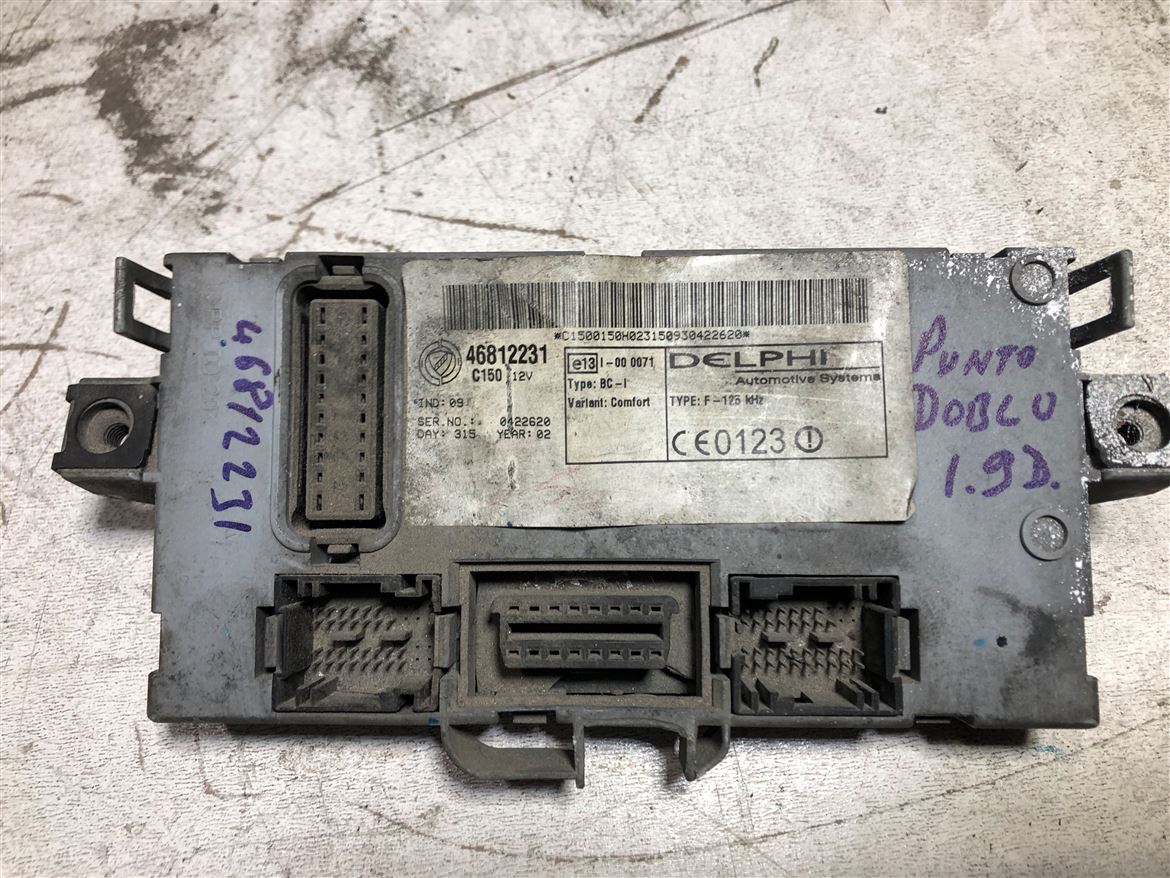 *C1500150H023150930422620*
46812231
C150 12V
IND: 09
SER.NO.: 0422620
DAY: 315 YEAR: 02
e13 I-00 0071
Type: BC-I
Variant: Comfort
DELPHI
Automotive Systems
TYPE: F-125 kHz
CE0123
46812231
PUNTO
DOBLO
1.9D.